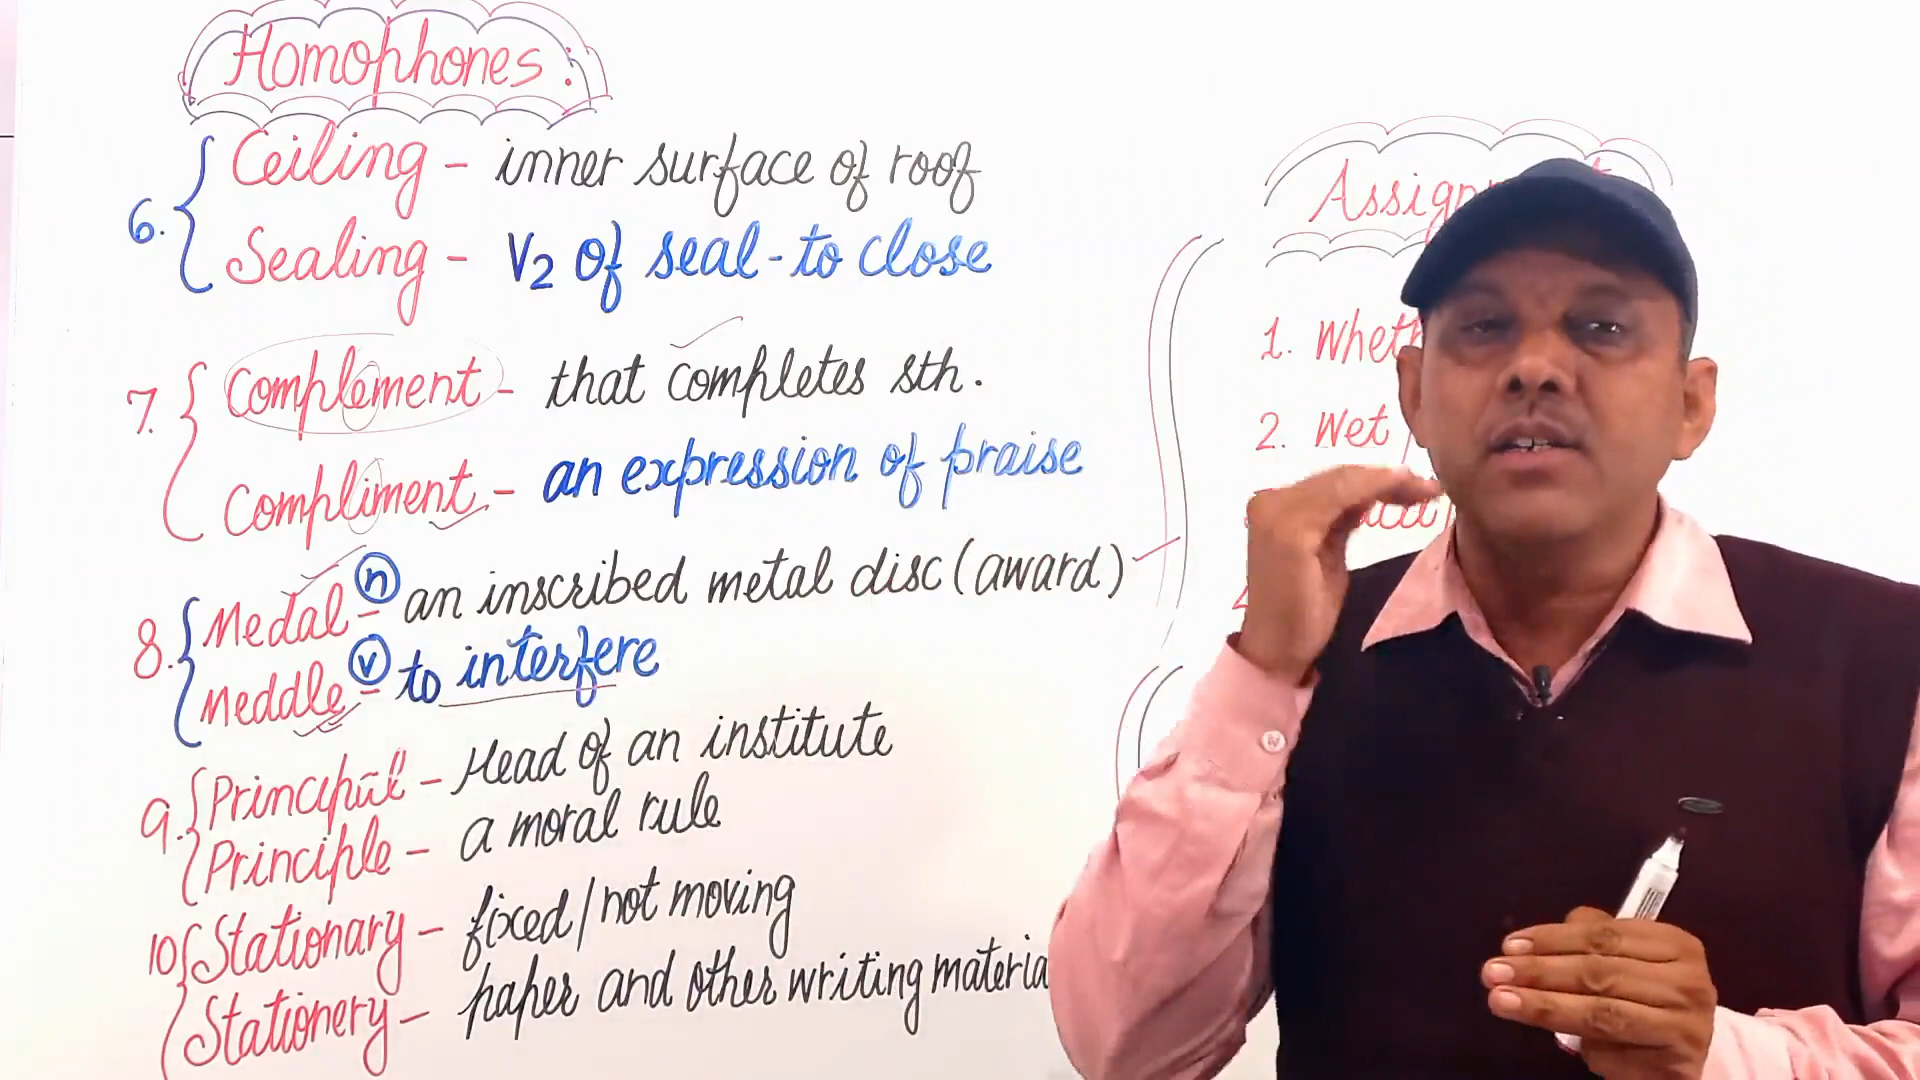 Homophones:
6. Ceiling - inner surface of roof
Sealing - V2 of seal - to close
7. Complement - that completes sth.
Compliment - an expression of praise
8. Medal (n) - an inscribed metal disc (award)
Meddle (v) - to interfere
9. Principal - Head of an institute
Principle - a moral rule
10 Stationary - fixed/not moving
Stationery - paper and other writing materia
1.
2. Wet /